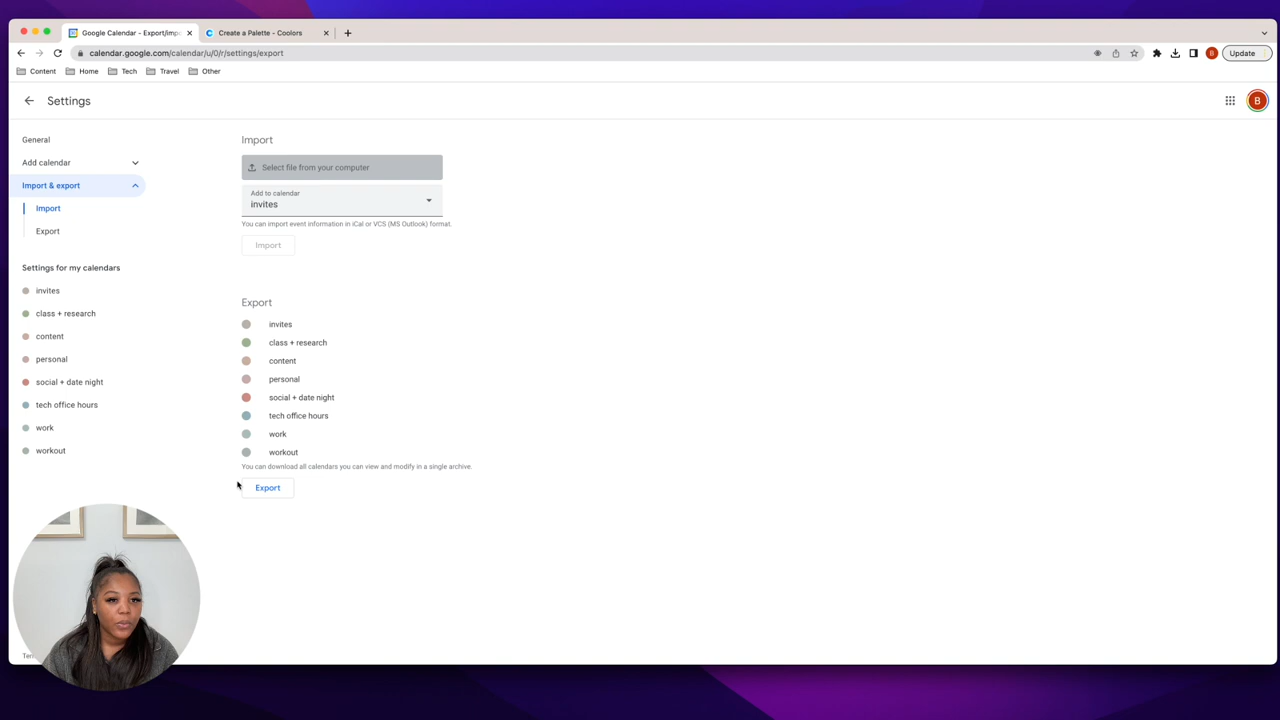 Google Calendar - Export/impo
Create a Palette - Coolors
calendar.google.com/calendar/u/0/r/settings/export
B
Update
Content
Home
Tech
Travel
Other
Settings
B
General
Add calendar
Import & export
Import
Export
Settings for my calendars
invites
class + research
content
personal
social + date night
tech office hours
work
workout
Import
Select file from your computer
Add to calendar
invites
You can import event information in iCal or VCS (MS Outlook) format.
Import
Export
invites
class + research
content
personal
social + date night
tech office hours
work
workout
You can download all calendars you can view and modify in a single archive.
Export